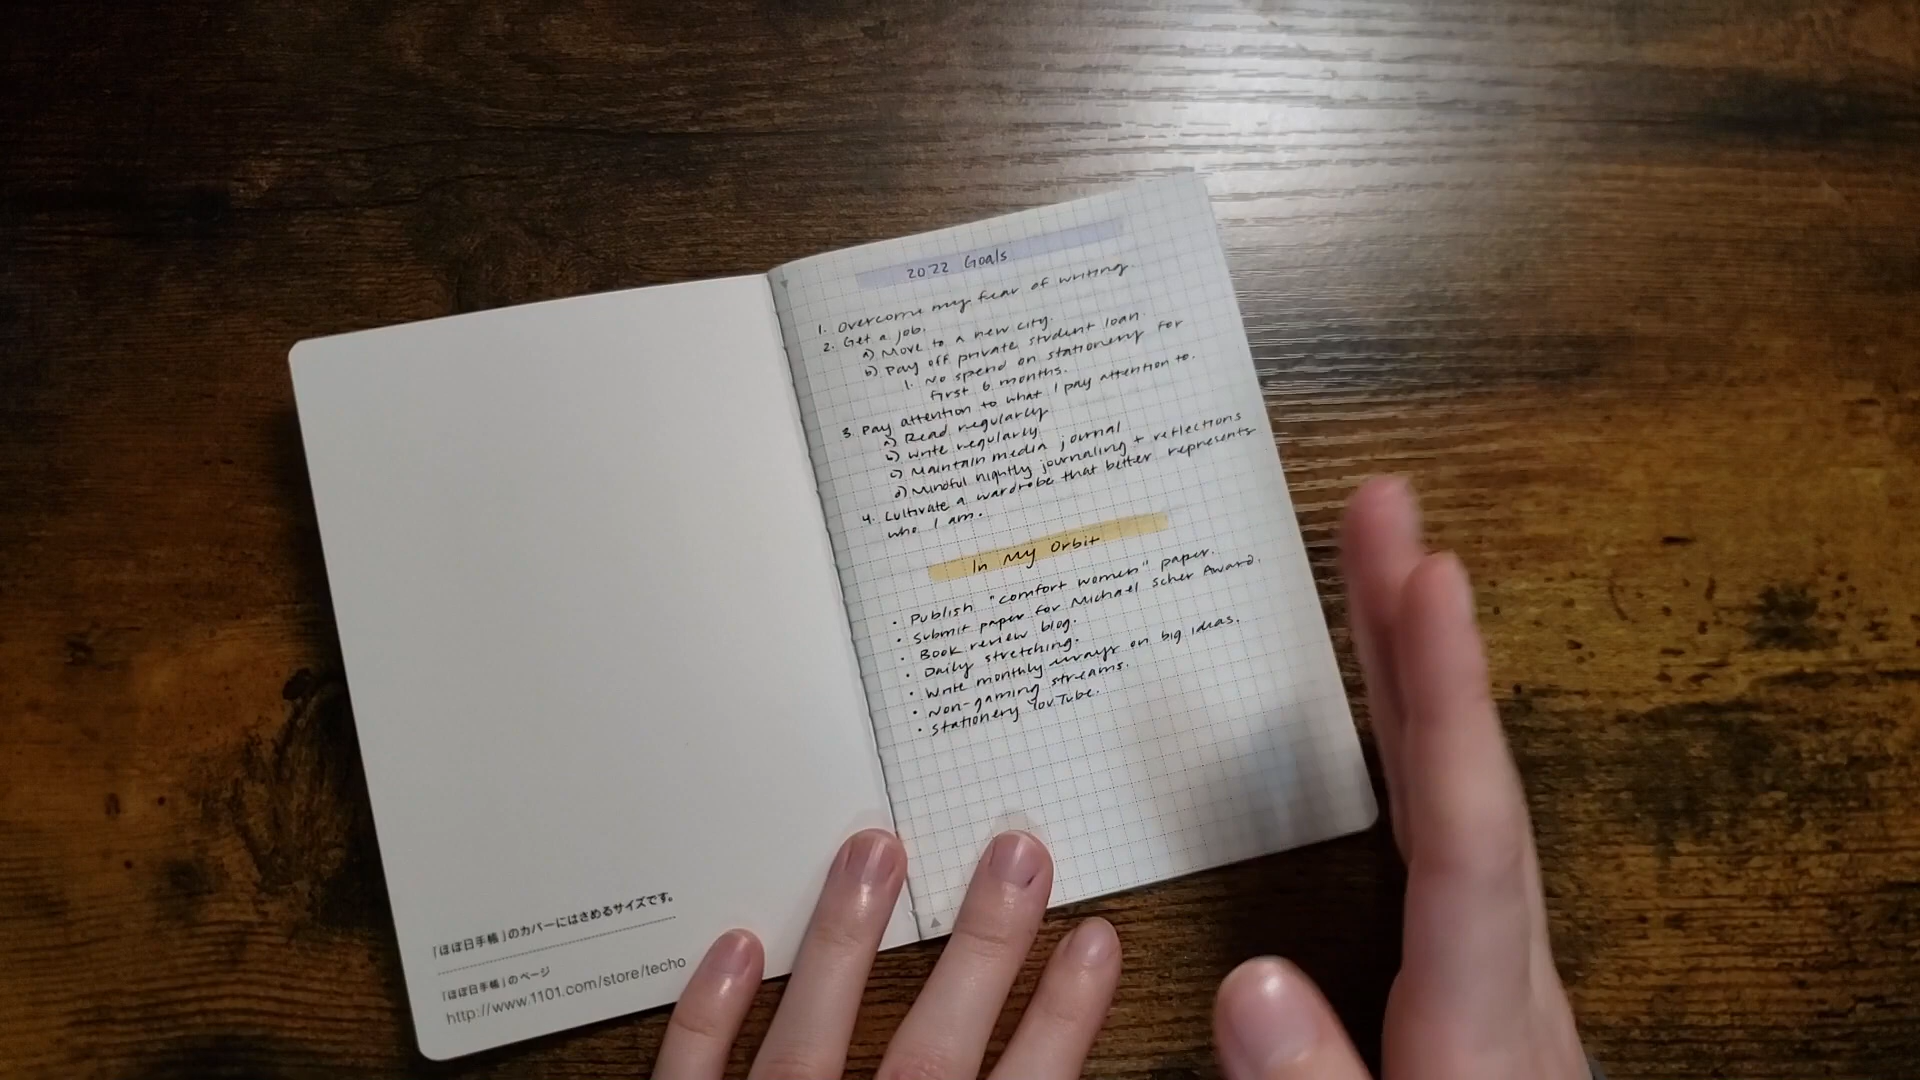 「ほぼ日手帳」のカバーにはさめるサイズです。
「ほぼ日手帳」のページ
http://www.1101.com/store/techo
2022 Goals
1. Overcome my fear of writing.
2. Get a job.
a) Move to a new city.
b) Pay off private student loan.
1. No spend on stationery for
first 6 months.
3. Pay attention to what I pay attention to.
a) Read regularly
b) Write regularly
c) Maintain media journal
d) Mindful nightly journaling + reflections
4. Cultivate a wardrobe that better represents
who I am.
In My Orbit
• Publish "comfort women" paper.
• Submit paper for Michael Scher Award.
• Book review blog.
• Daily stretching.
• Write monthly essays on big ideas.
• Non-gaming streams.
• Stationery YouTube.